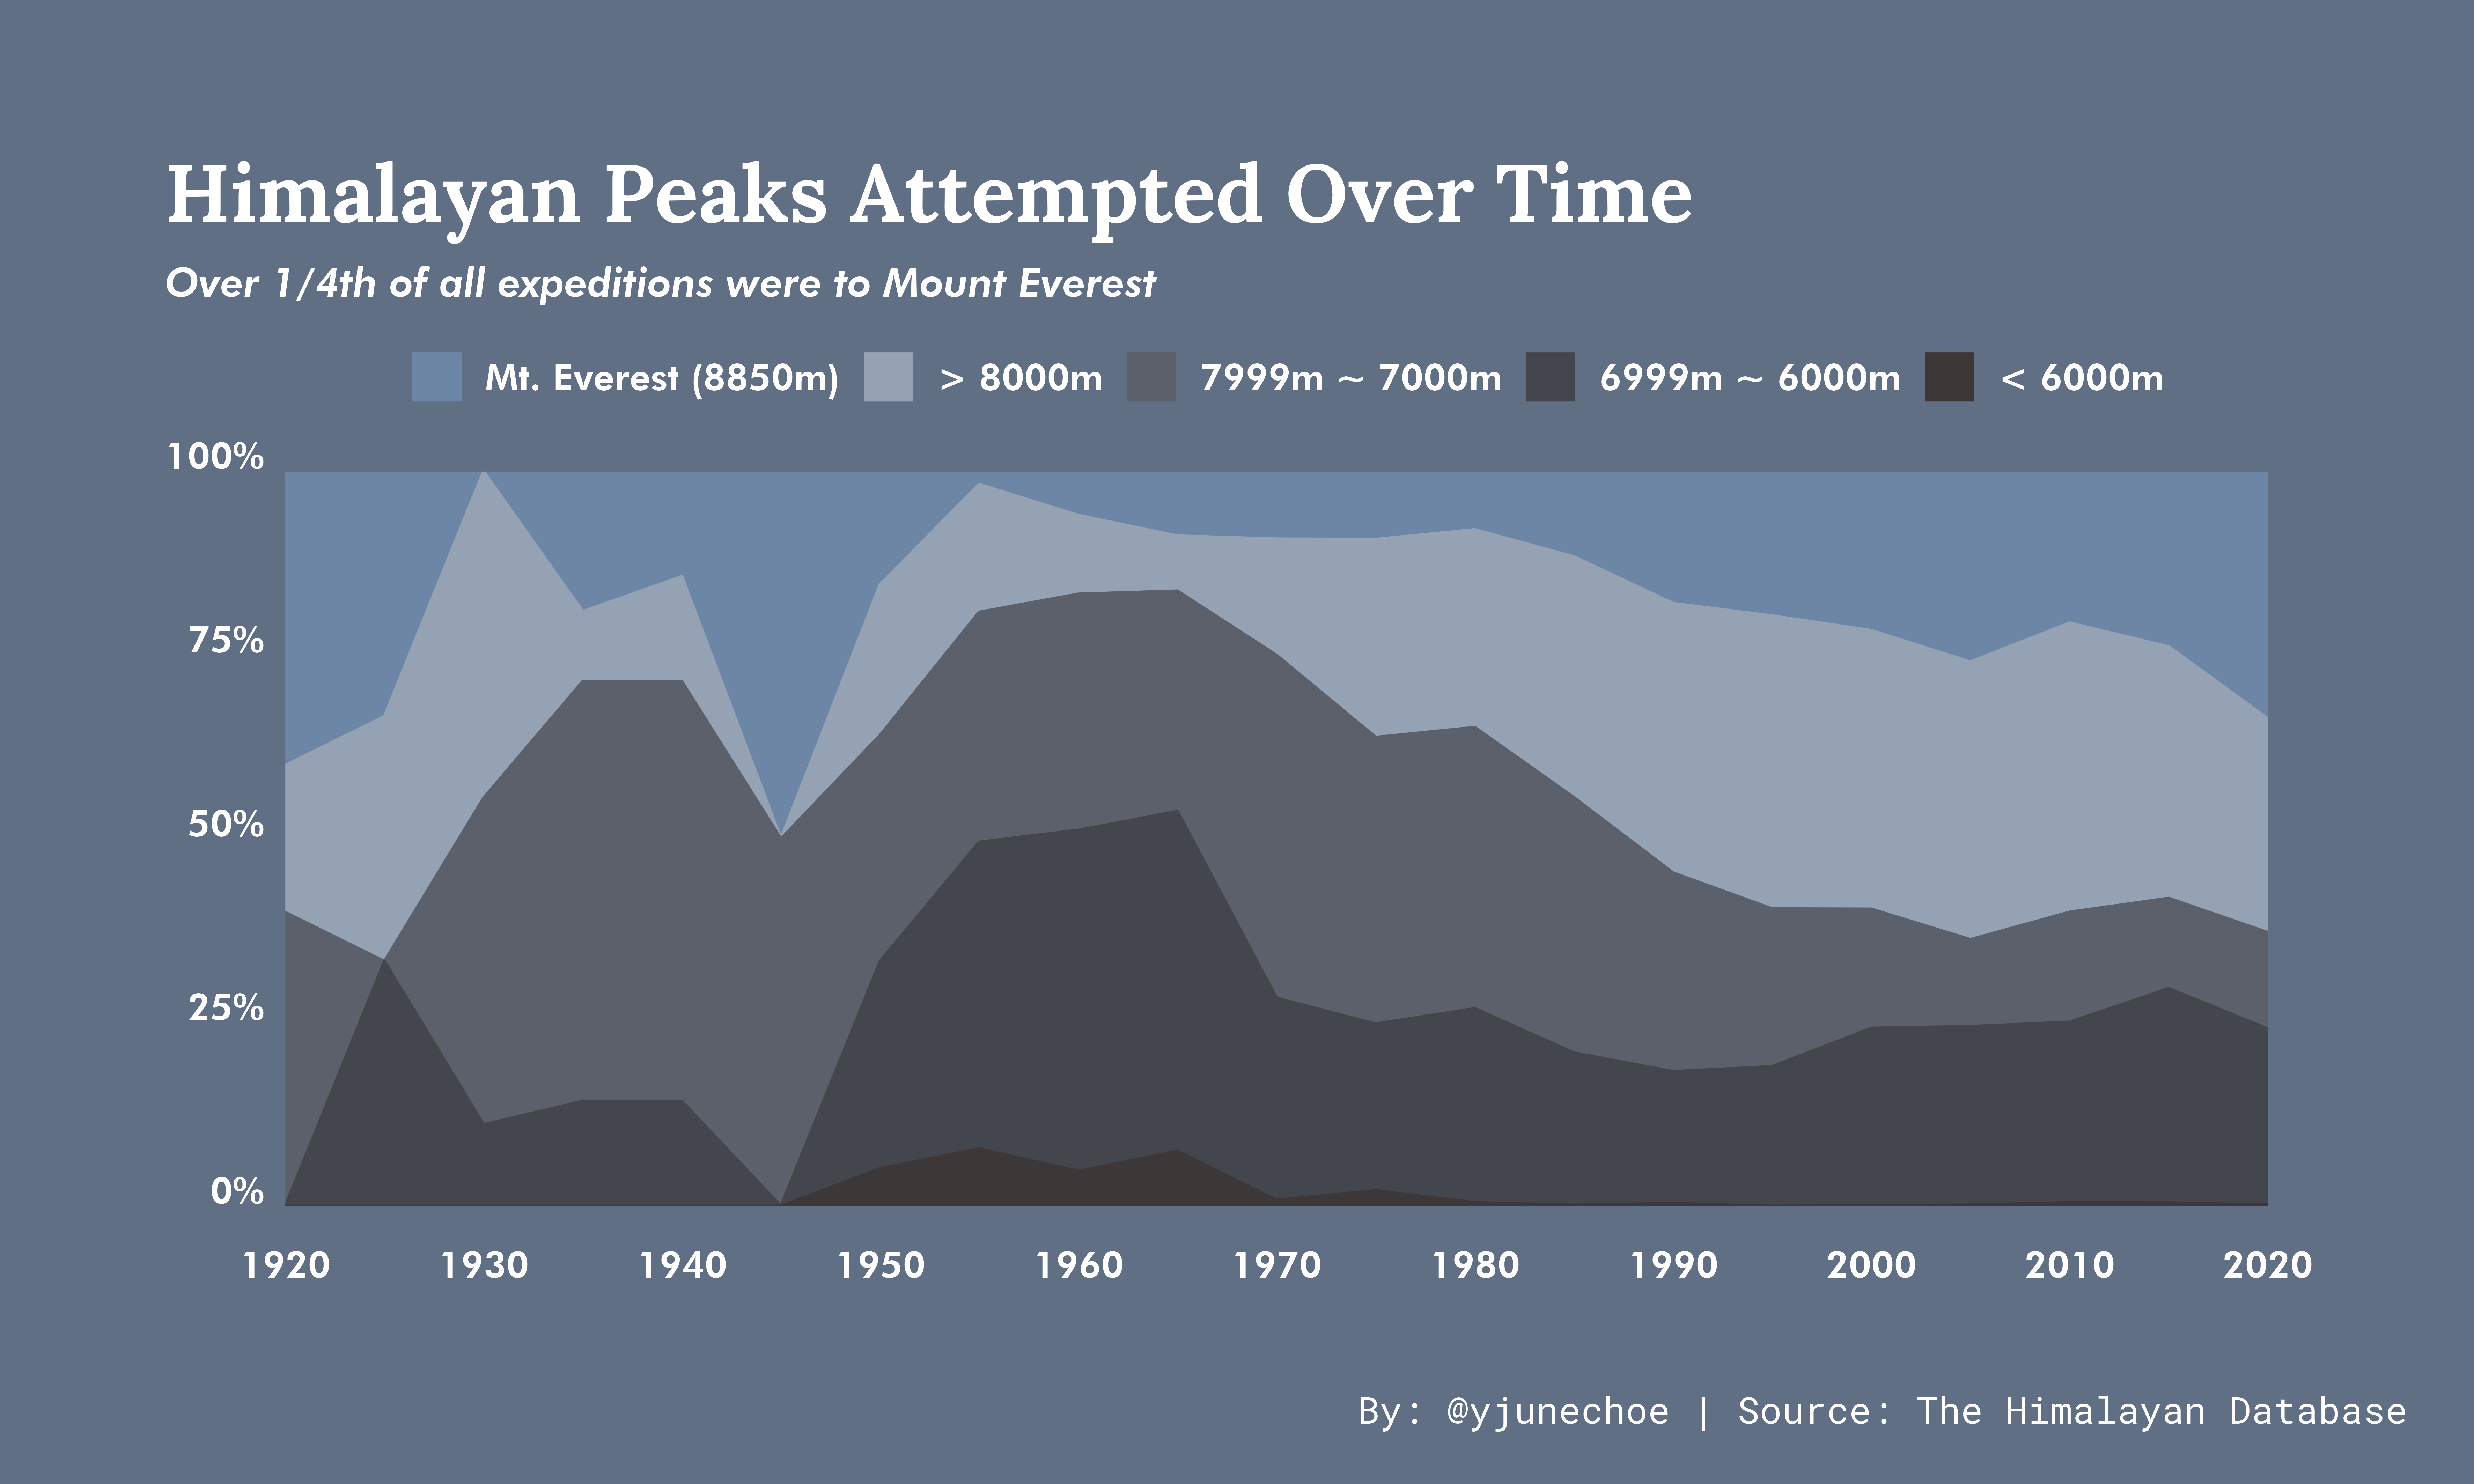 Himalayan Peaks Attempted Over Time
Over 1/4th of all expeditions were to Mount Everest
Mt. Everest (8850m) > 8000m 7999m ~ 7000m 6999m ~ 6000m < 6000m
100%
75%
50%
25%
0%
1920 1930 1940 1950 1960 1970 1980 1990 2000 2010 2020
By: @yjunechoe | Source: The Himalayan Database